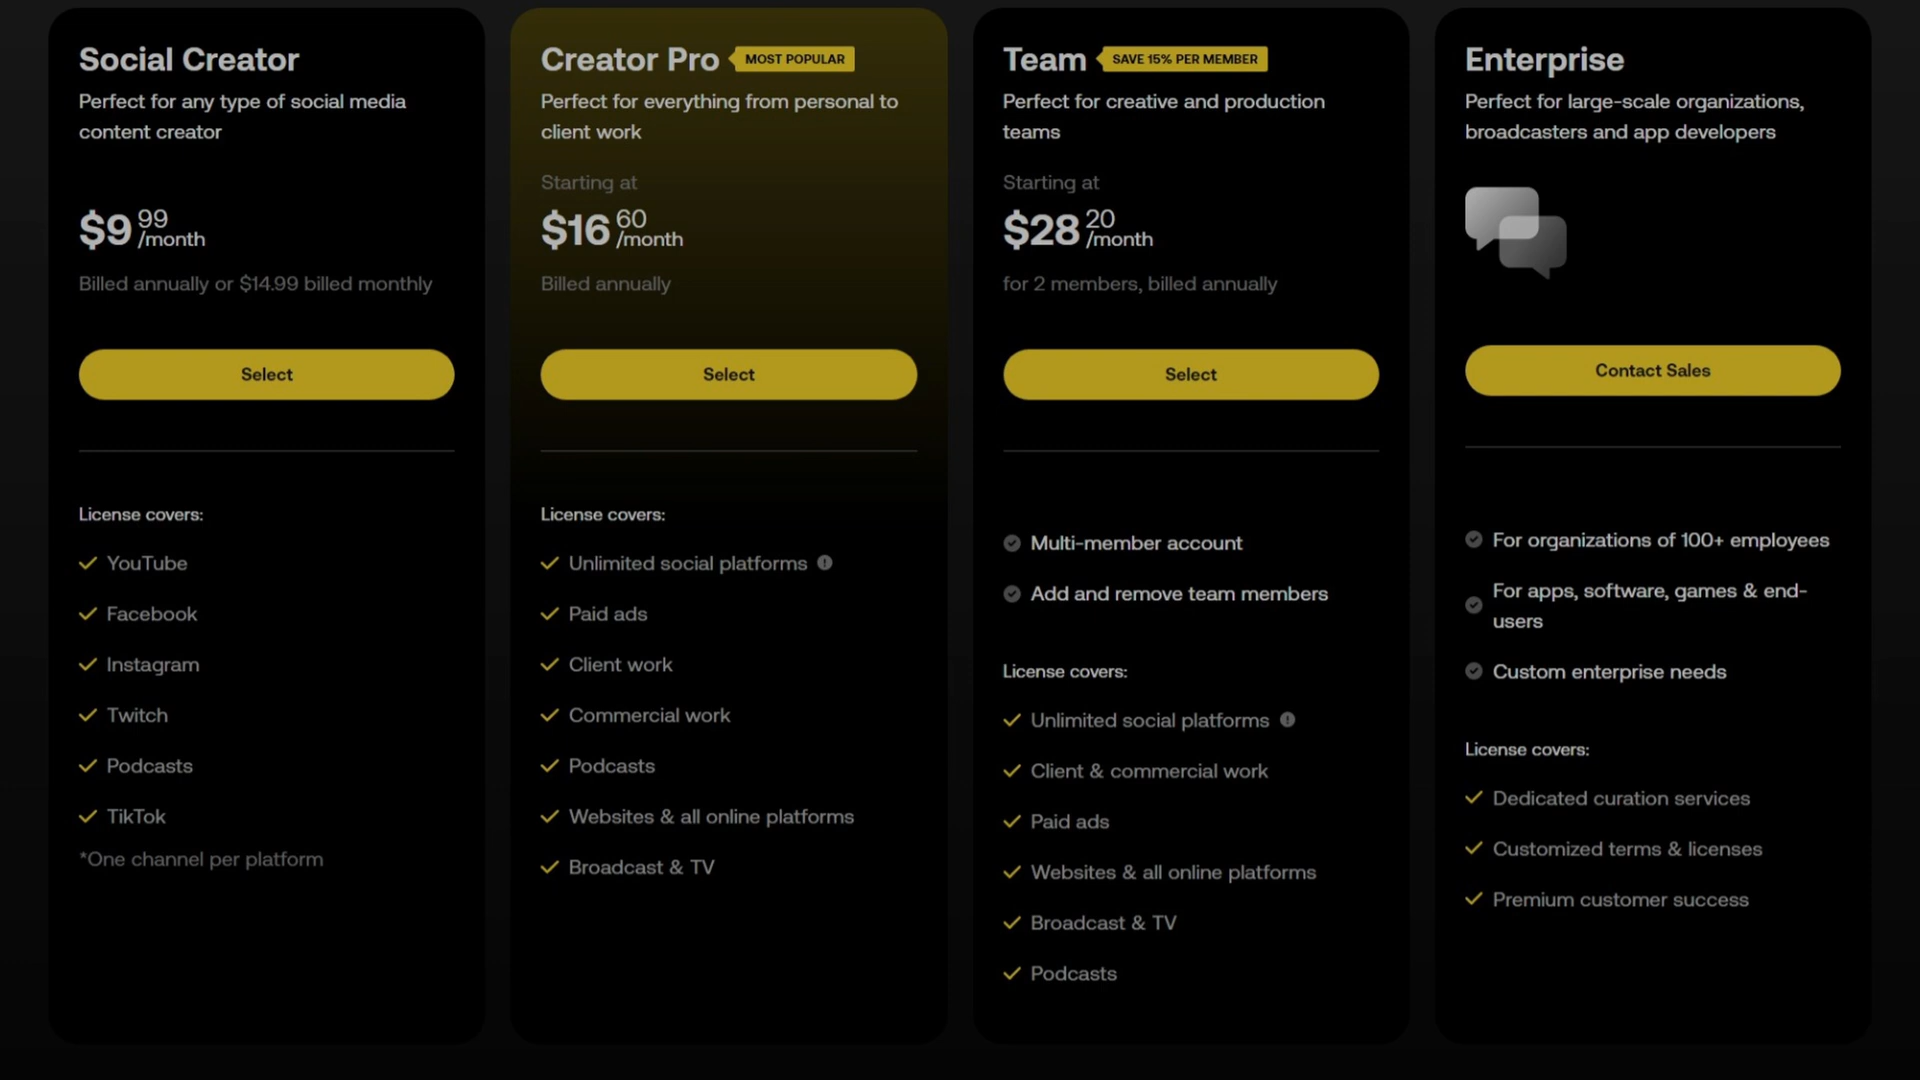 Social Creator
Perfect for any type of social media
content creator
$9 99
/month
Billed annually or $14.99 billed monthly
Select
License covers:
YouTube
Facebook
Instagram
Twitch
Podcasts
TikTok
*One channel per platform
Creator Pro
MOST POPULAR
Perfect for everything from personal to
client work
Starting at
$16 60
/month
Billed annually
Select
License covers:
Unlimited social platforms
Paid ads
Client work
Commercial work
Podcasts
Websites & all online platforms
Broadcast & TV
Team
SAVE 15% PER MEMBER
Perfect for creative and production
teams
Starting at
$28 20
/month
for 2 members, billed annually
Select
Multi-member account
Add and remove team members
License covers:
Unlimited social platforms
Client & commercial work
Paid ads
Websites & all online platforms
Broadcast & TV
Podcasts
Enterprise
Perfect for large-scale organizations,
broadcasters and app developers
Contact Sales
For organizations of 100+ employees
For apps, software, games & end-
users
Custom enterprise needs
License covers:
Dedicated curation services
Customized terms & licenses
Premium customer success